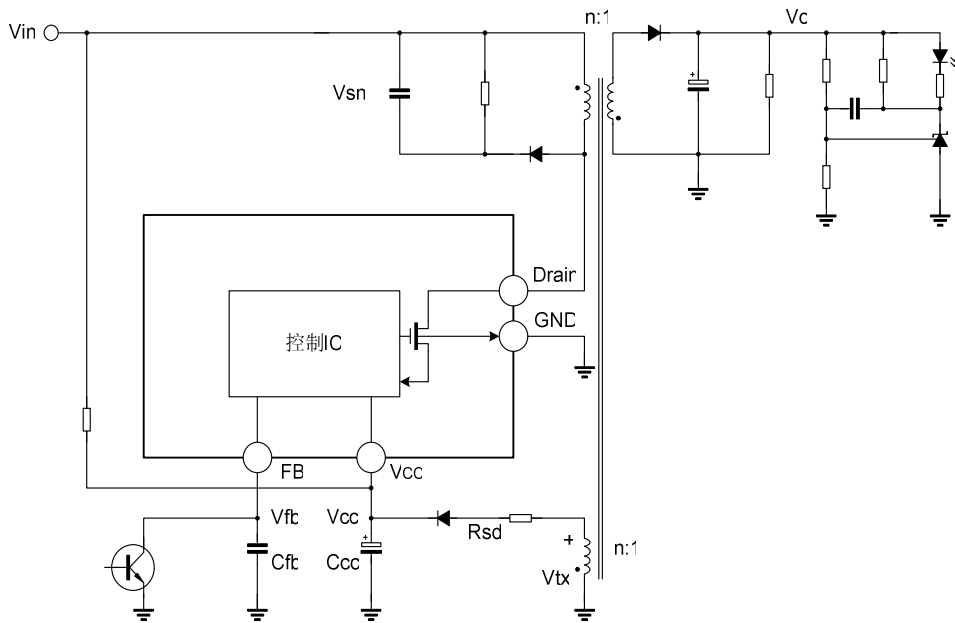 n:1
Vo
Vin
Vsn
Drain
GND
控制IC
FB
Vcc
Vfb
Vcc
Rsd
+
n:1
Cfb
Ccc
Vtx